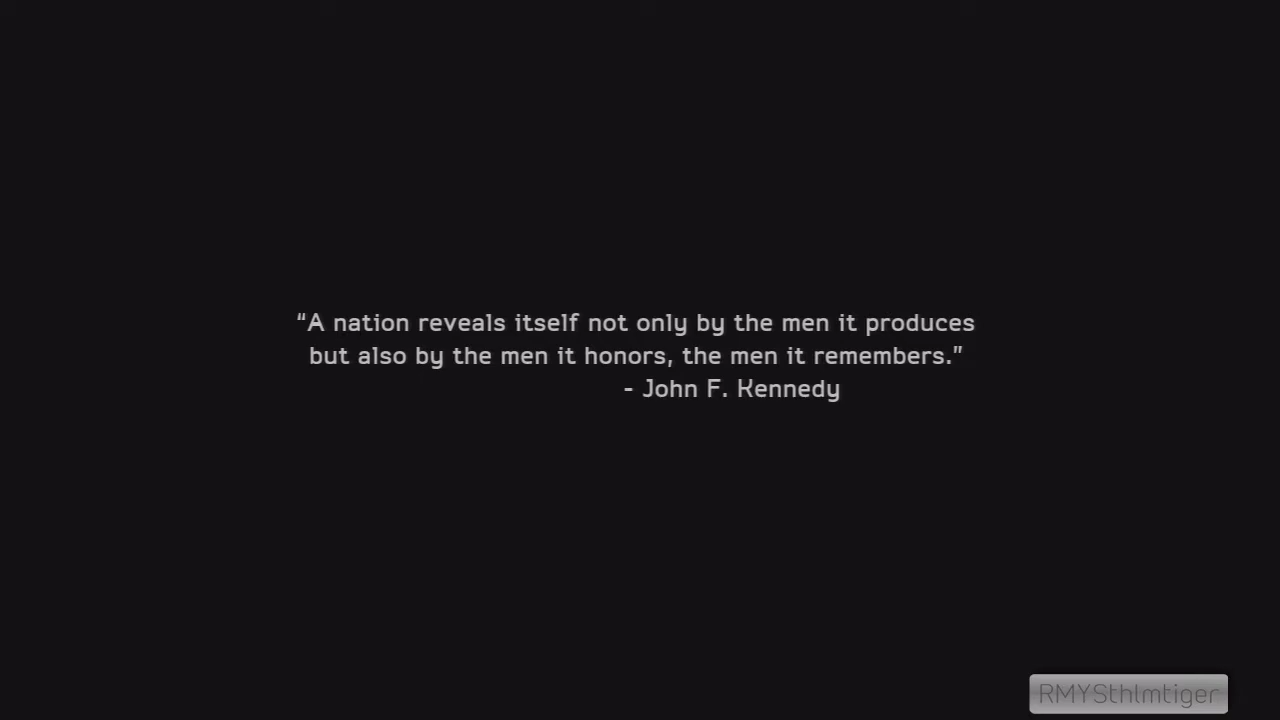 “A nation reveals itself not only by the men it produces
but also by the men it honors, the men it remembers.”
- John F. Kennedy
RMYSthlmtiger